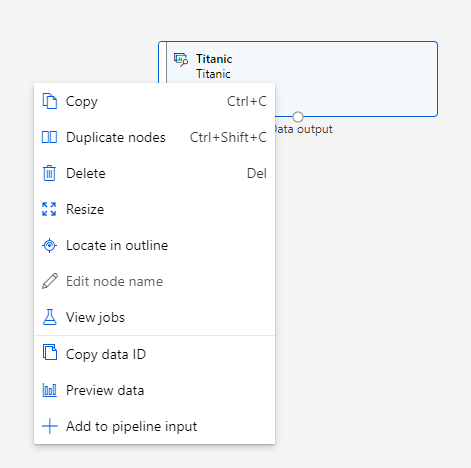 Titanic
Titanic
Data output
Copy Ctrl+C
Duplicate nodes Ctrl+Shift+C
Delete Del
Resize
Locate in outline
Edit node name
View jobs
Copy data ID
Preview data
Add to pipeline input